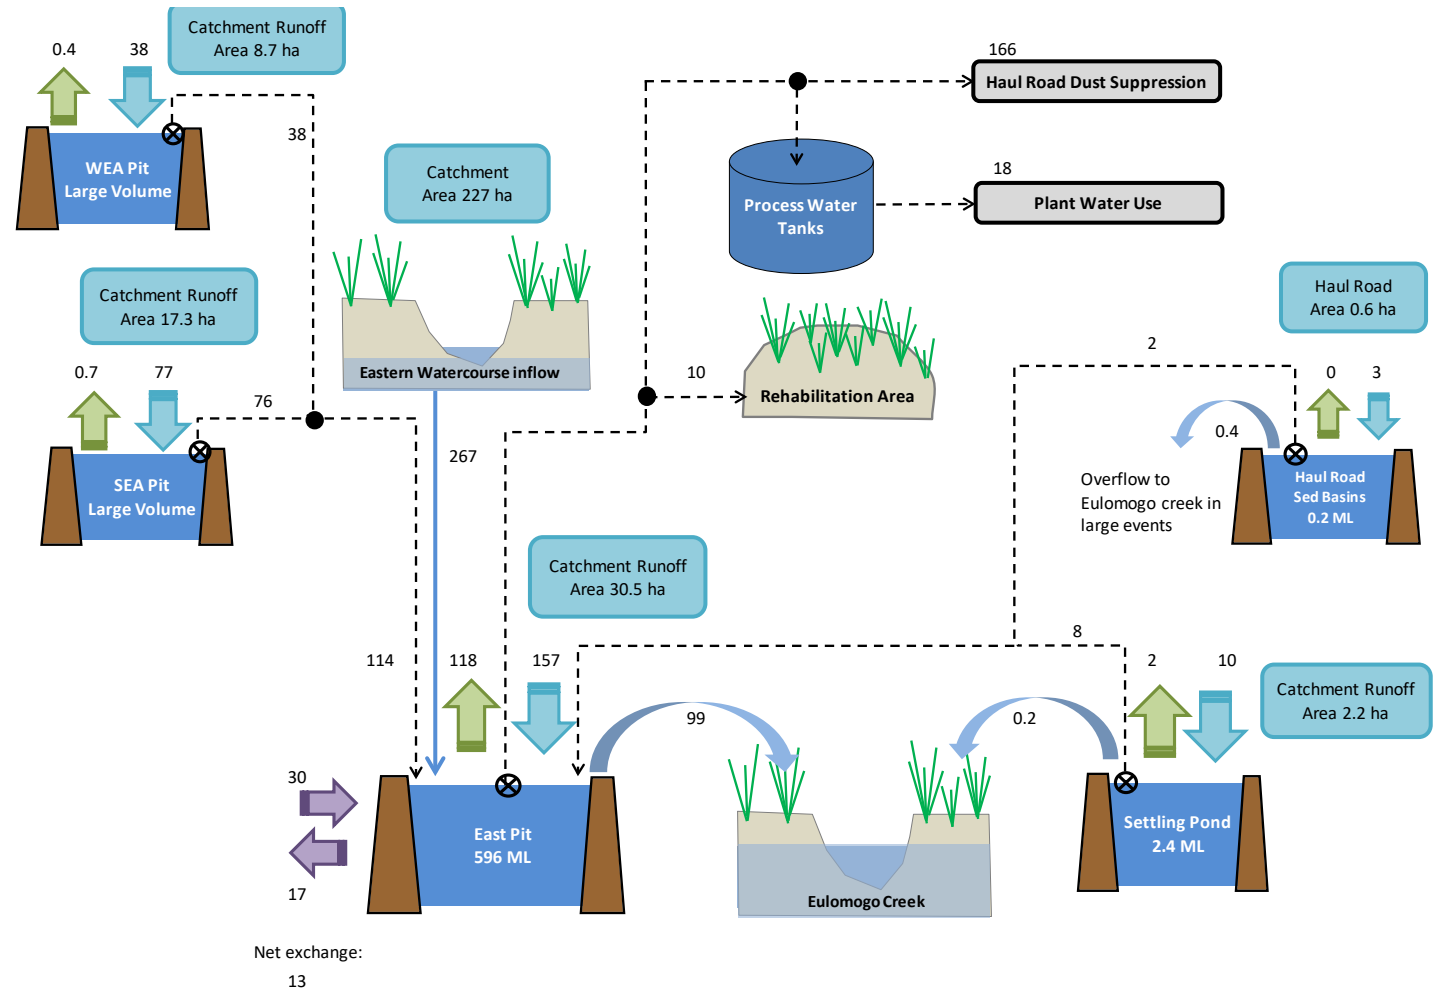 Catchment Runoff
Area 8.7 ha
0.4
38
38
WEA Pit
Large Volume
Catchment
Area 227 ha
166
Haul Road Dust Suppression
18
Plant Water Use
Process Water
Tanks
Catchment Runoff
Area 17.3 ha
0.7
77
76
SEA Pit
Large Volume
Eastern Watercourse inflow
267
10
Rehabilitation Area
Haul Road
Area 0.6 ha
2
0
3
0.4
Overflow to
Eulomogo creek in
large events
Haul Road
Sed Basins
0.2 ML
Catchment Runoff
Area 30.5 ha
114
118
157
99
0.2
8
2
10
Catchment Runoff
Area 2.2 ha
30
17
East Pit
596 ML
Eulomogo Creek
Settling Pond
2.4 ML
Net exchange:
13